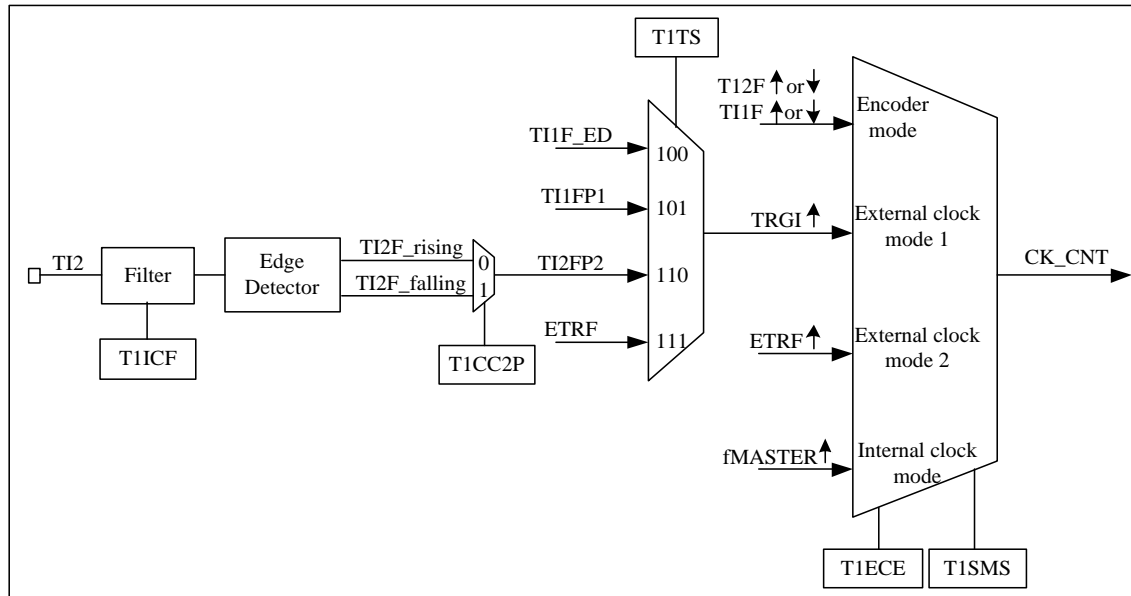 T1TS
T12F ↑ or ↓
TI1F ↑ or ↓
Encoder
mode
TI1F_ED
100
TI1FP1
101
TRGI ↑
External clock
mode 1
TI2
Filter
Edge
Detector
TI2F_rising
TI2F_falling
0
1
TI2FP2
110
CK_CNT
ETRF
111
ETRF ↑
External clock
mode 2
T1ICF
T1CC2P
fMASTER ↑
Internal clock
mode
T1ECE
T1SMS